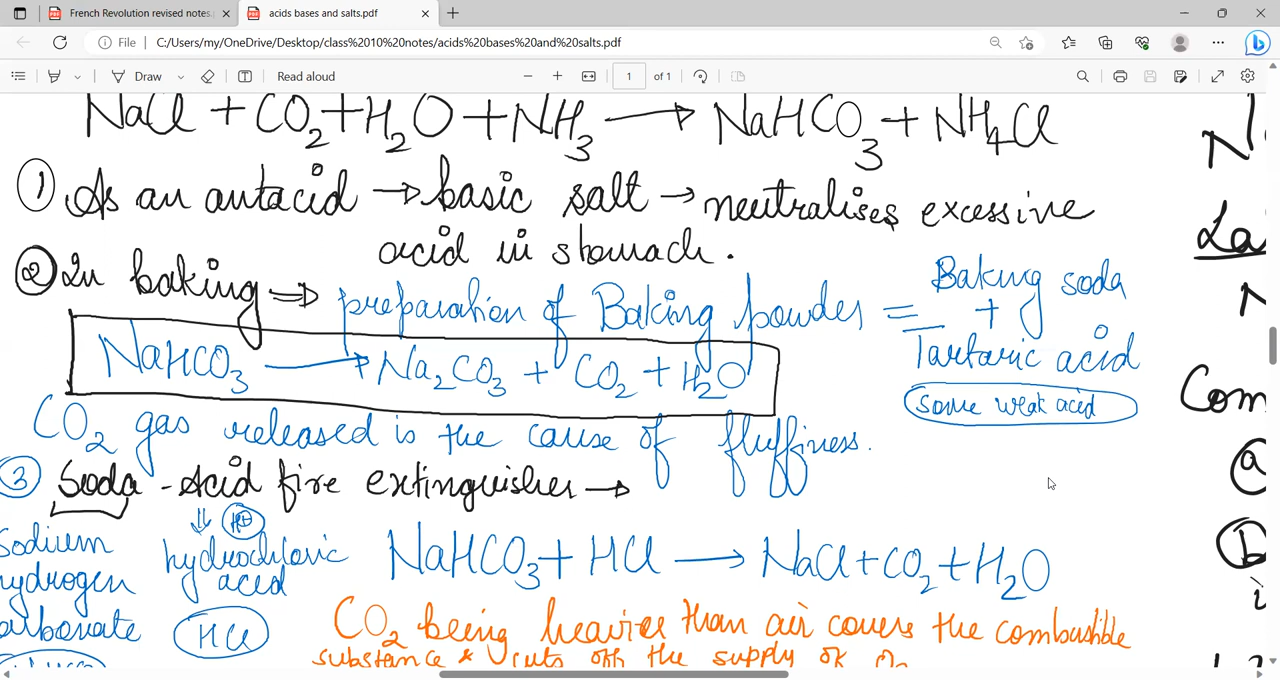 French Revolution revised notes.
acids bases and salts.pdf
File C:/Users/my/OneDrive/Desktop/class%2010%20notes/acids%20bases%20and%20salts.pdf
Draw Read aloud 1 of 1
NaCl + CO2 + H2O + NH3 → NaHCO3 + NH4Cl
① As an antacid → basic salt → neutralises excessive
acid in stomach.
② In baking ⇒ preparation of Baking powder = Baking soda
+
Tartaric acid
some weak acid
NaHCO3 → Na2CO3 + CO2 + H2O
CO2 gas released is the cause of fluffiness.
③ Soda - Acid fire extinguisher →
sodium
hydrogen
carbonate
hydrochloric
acid
HCl
NaHCO3 + HCl → NaCl + CO2 + H2O
CO2 being heavier than air covers the combustible
substance & cuts off the supply of O2
N
La
N
Com
a
b